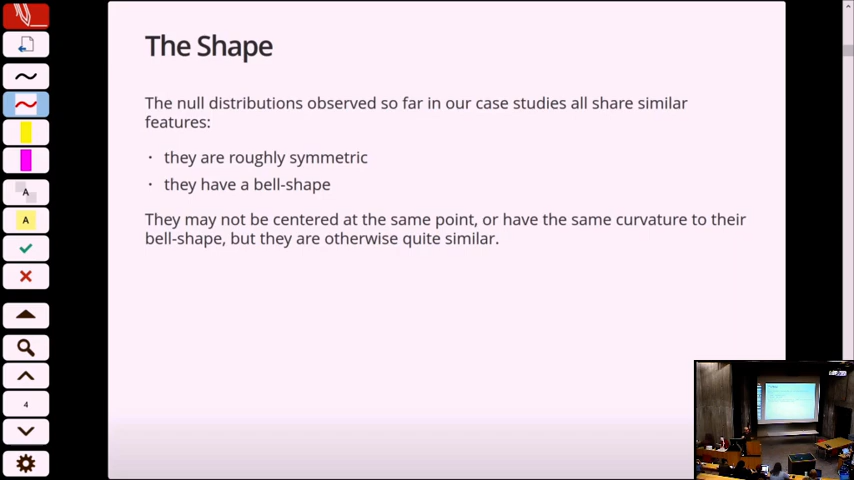 The Shape
The null distributions observed so far in our case studies all share similar
features:
· they are roughly symmetric
· they have a bell-shape
They may not be centered at the same point, or have the same curvature to their
bell-shape, but they are otherwise quite similar.
A
A
4